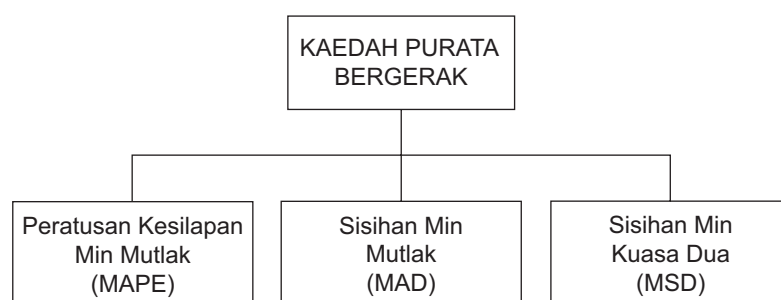 KAEDAH PURATA
BERGERAK
Peratusan Kesilapan
Min Mutlak
(MAPE)
Sisihan Min
Mutlak
(MAD)
Sisihan Min
Kuasa Dua
(MSD)